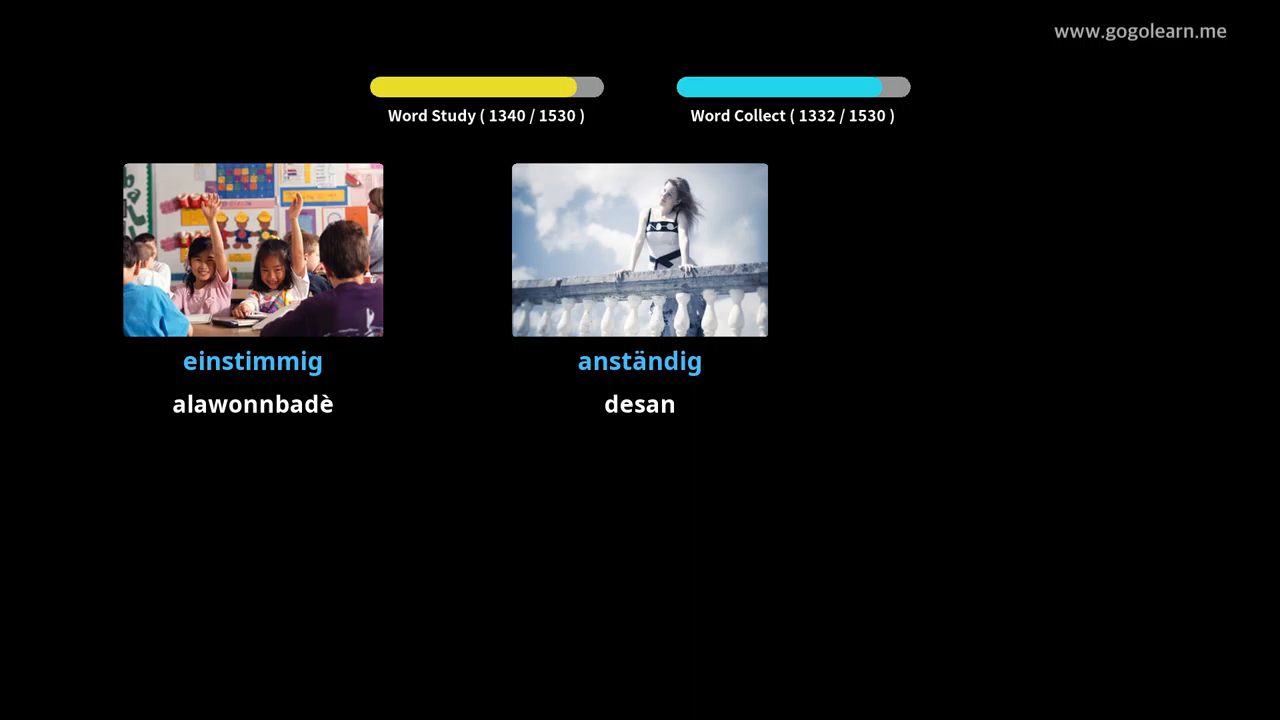 www.gogolearn.me
Word Study ( 1340 / 1530 )
Word Collect ( 1332 / 1530 )
einstimmig
alawonnbadè
anständig
desan